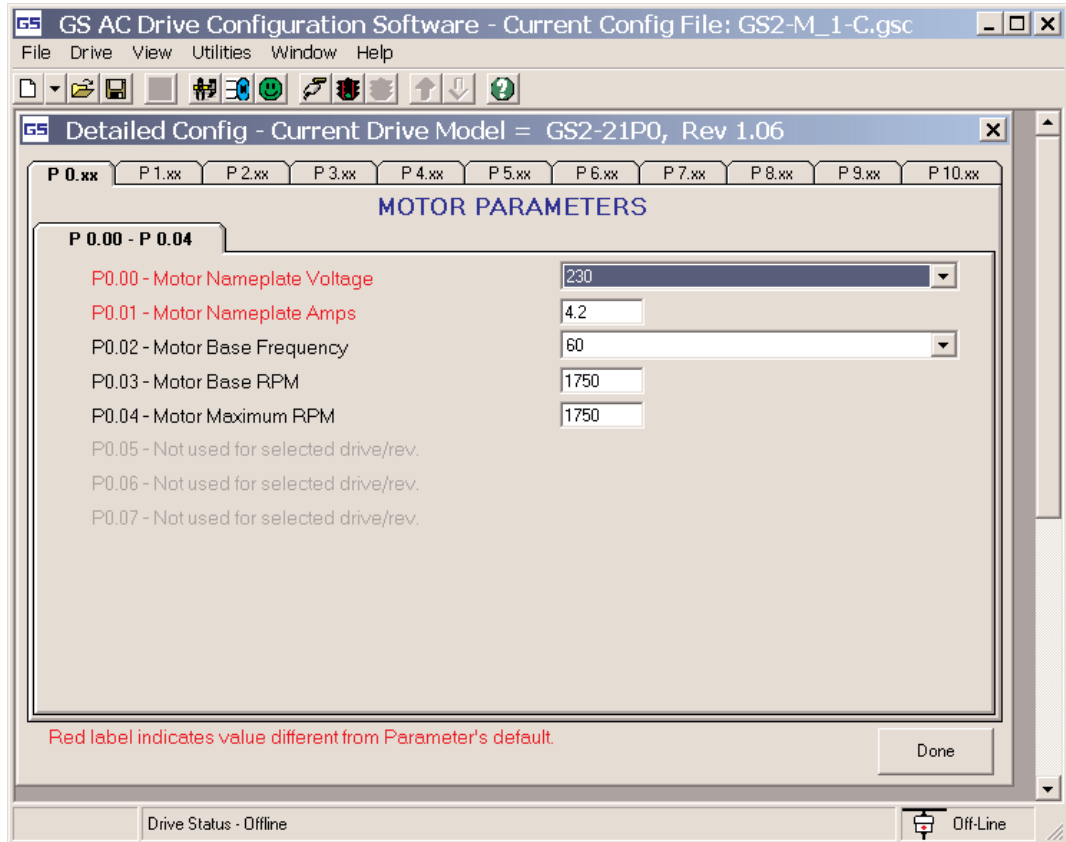 GS GS AC Drive Configuration Software - Current Config File: GS2-M_1-C.gsc
File Drive View Utilities Window Help
GS Detailed Config - Current Drive Model = GS2-21P0, Rev 1.06
P 0.xx P 1.xx P 2.xx P 3.xx P 4.xx P 5.xx P 6.xx P 7.xx P 8.xx P 9.xx P 10.xx
MOTOR PARAMETERS
P 0.00 - P 0.04
P0.00 - Motor Nameplate Voltage 230
P0.01 - Motor Nameplate Amps 4.2
P0.02 - Motor Base Frequency 60
P0.03 - Motor Base RPM 1750
P0.04 - Motor Maximum RPM 1750
P0.05 - Not used for selected drive/rev.
P0.06 - Not used for selected drive/rev.
P0.07 - Not used for selected drive/rev.
Red label indicates value different from Parameter's default.
Done
Drive Status - Offline Off-Line